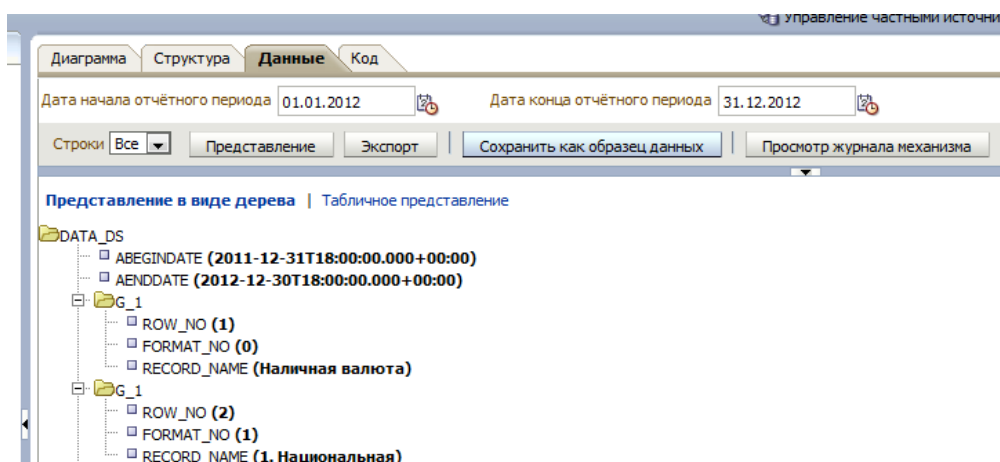 Управление частными источни
Диаграмма Структура Данные Код
Дата начала отчётного периода 01.01.2012 Дата конца отчётного периода 31.12.2012
Строки Все Представление Экспорт Сохранить как образец данных Просмотр журнала механизма
Представление в виде дерева | Табличное представление
DATA_DS
ABEGINDATE (2011-12-31T18:00:00.000+00:00)
AENDDATE (2012-12-30T18:00:00.000+00:00)
G_1
ROW_NO (1)
FORMAT_NO (0)
RECORD_NAME (Наличная валюта)
G_1
ROW_NO (2)
FORMAT_NO (1)
RECORD_NAME (1. Национальная)